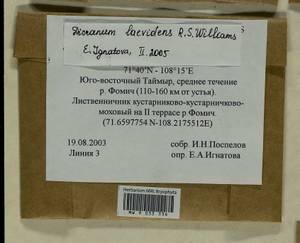 Dicranum laevidens R.S.Williams
E. Ignatova, II.2005
71°40'N - 108°15'E
Юго-восточный Таймыр, среднее течение
р. Фомич (110-160 км от устья).
Лиственничник кустарниково-кустарничково-
моховый на II террасе р Фомич.
(71.6597754 N-108.2175512E)
19.08.2003 собр. И.Н.Поспелов
Линия 3 опр. Е.А.Игнатова
Herbarium MW, Bryophyta